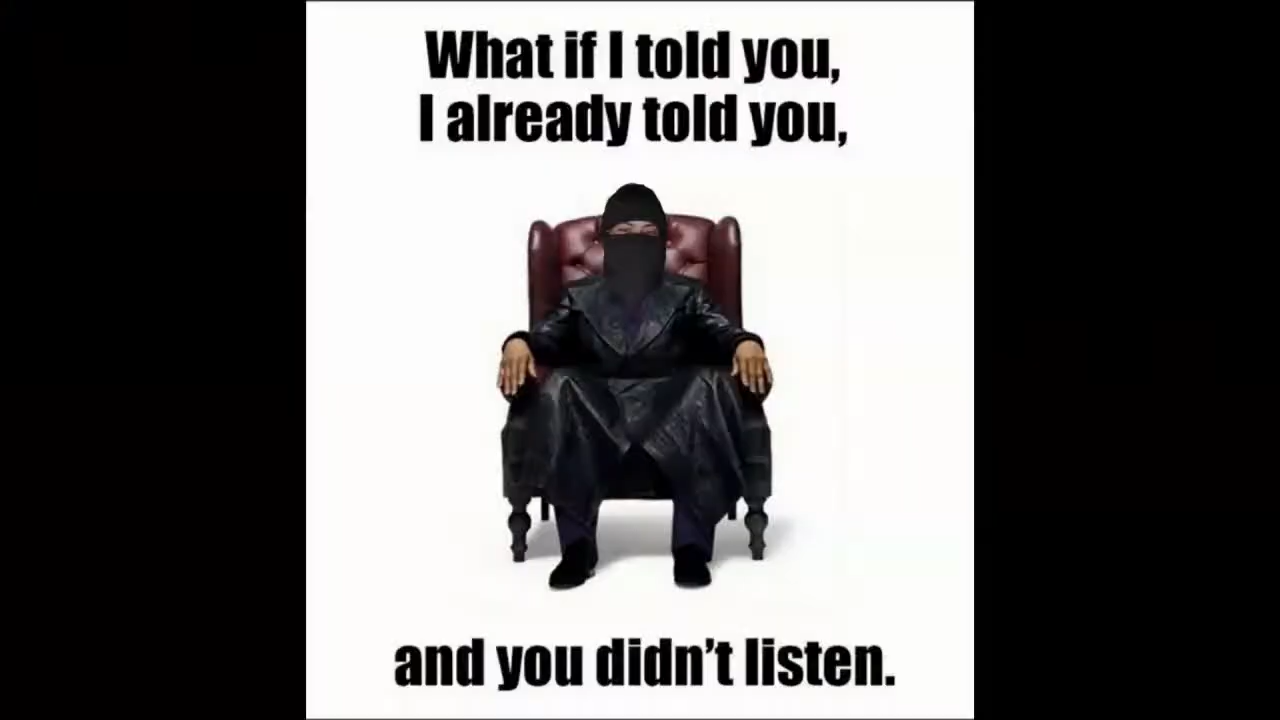 What if I told you,
I already told you,
and you didn't listen.